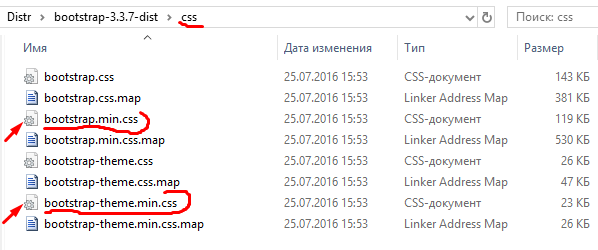 Distr > bootstrap-3.3.7-dist > css Поиск: css
Имя Дата изменения Тип Размер
bootstrap.css 25.07.2016 15:53 CSS-документ 143 КБ
bootstrap.css.map 25.07.2016 15:53 Linker Address Map 381 КБ
bootstrap.min.css 25.07.2016 15:53 CSS-документ 119 КБ
bootstrap.min.css.map 25.07.2016 15:53 Linker Address Map 530 КБ
bootstrap-theme.css 25.07.2016 15:53 CSS-документ 26 КБ
bootstrap-theme.css.map 25.07.2016 15:53 Linker Address Map 47 КБ
bootstrap-theme.min.css 25.07.2016 15:53 CSS-документ 23 КБ
bootstrap-theme.min.css.map 25.07.2016 15:53 Linker Address Map 26 КБ